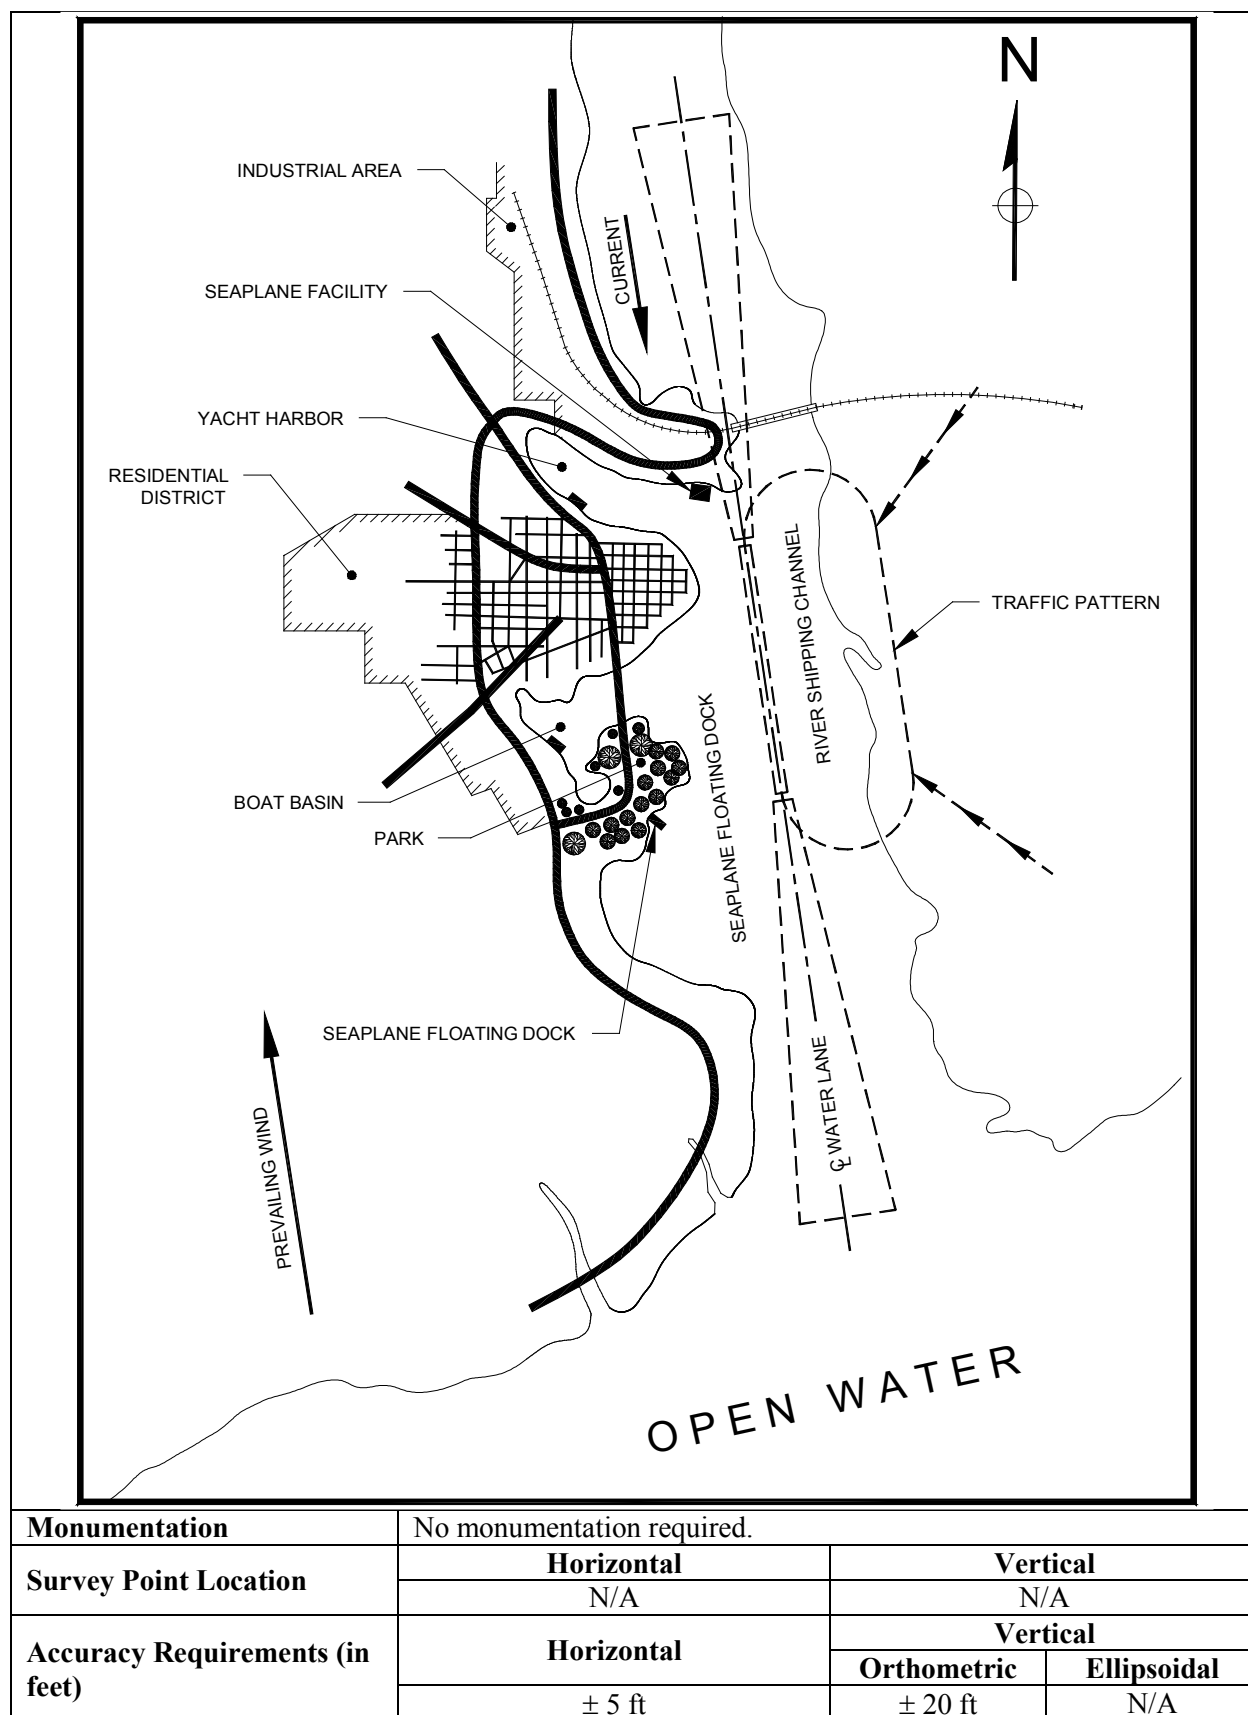 N
INDUSTRIAL AREA
CURRENT
SEAPLANE FACILITY
YACHT HARBOR
RESIDENTIAL
DISTRICT
RIVER SHIPPING CHANNEL
TRAFFIC PATTERN
SEAPLANE FLOATING DOCK
BOAT BASIN
PARK
SEAPLANE FLOATING DOCK
℄ WATER LANE
PREVAILING WIND
OPEN WATER
Monumentation No monumentation required.
Survey Point Location Horizontal Vertical
N/A N/A
Accuracy Requirements (in feet) Horizontal Vertical
Orthometric Ellipsoidal
± 5 ft ± 20 ft N/A